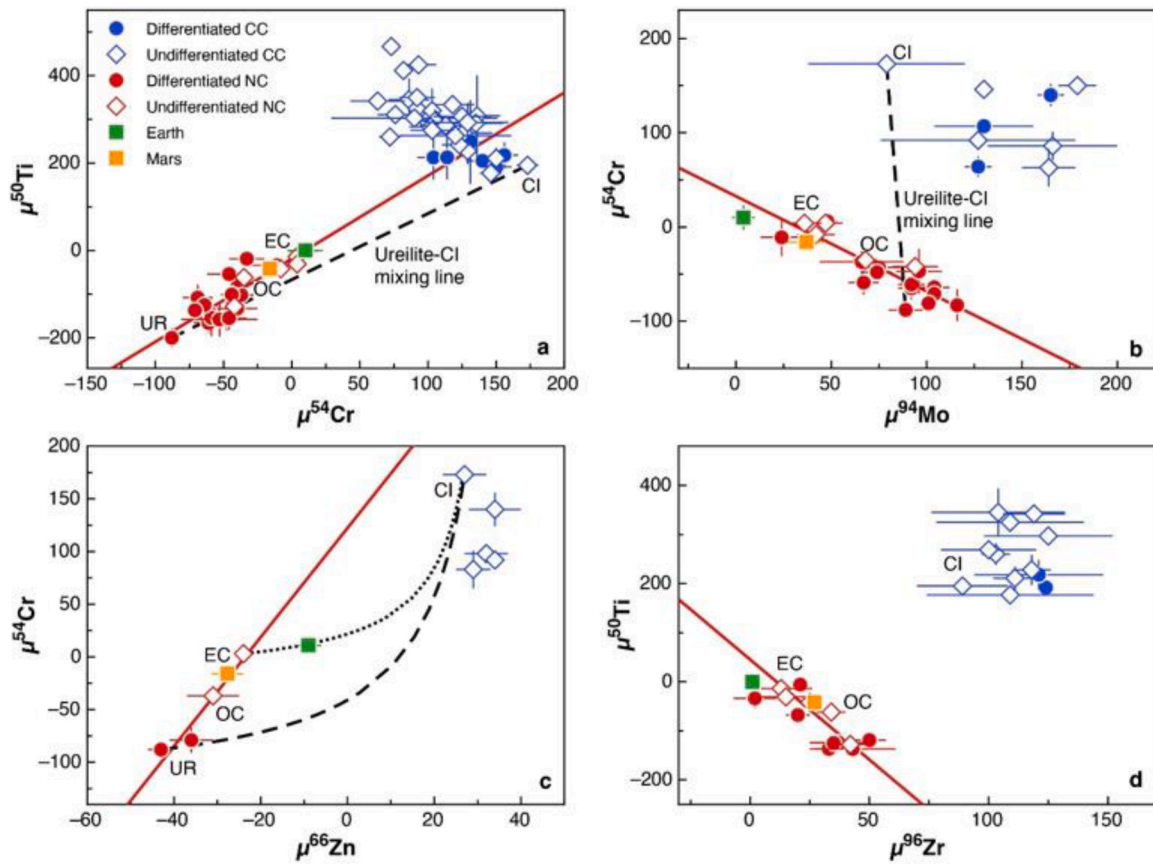 Differentiated CC
Undifferentiated CC
Differentiated NC
Undifferentiated NC
Earth
Mars
400
200
0
−200
μ50Ti
UR
OC
EC
CI
Ureilite-CI
mixing line
a
−150 −100 −50 0 50 100 150 200
μ54Cr
200
100
0
−100
μ54Cr
CI
EC
OC
Ureilite-CI
mixing line
b
0 50 100 150 200
μ94Mo
200
150
100
50
0
−50
−100
μ54Cr
CI
EC
OC
UR
c
−60 −40 −20 0 20 40
μ66Zn
400
200
0
−200
μ50Ti
CI
EC
OC
d
0 50 100 150
μ96Zr